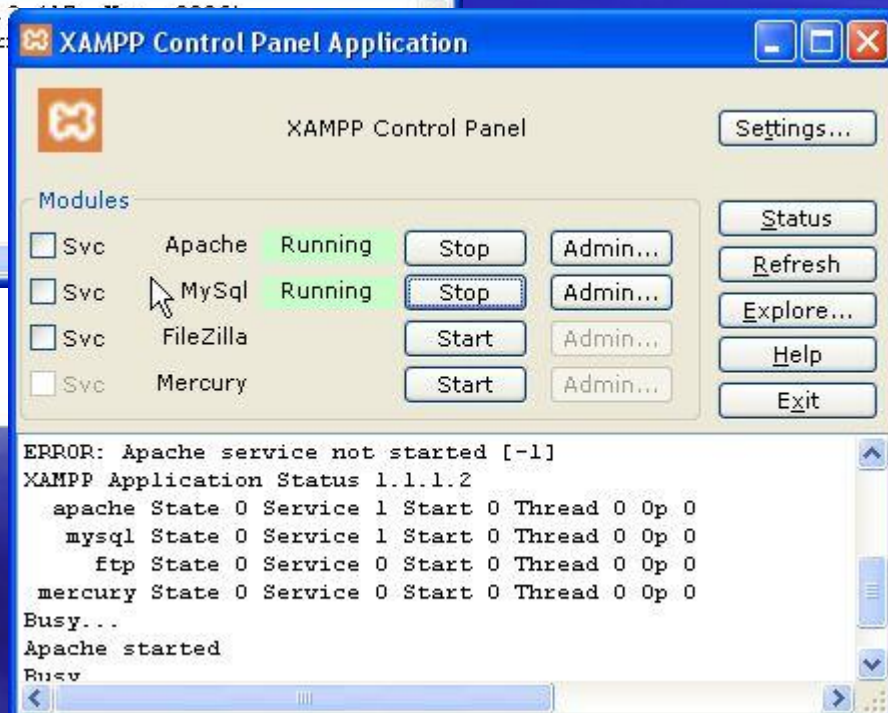 XAMPP Control Panel Application
XAMPP Control Panel Settings...
Modules
Status
Svc Apache Running Stop Admin...
Refresh
Svc MySql Running Stop Admin...
Explore...
Svc FileZilla Start Admin...
Help
Svc Mercury Start Admin...
Exit
ERROR: Apache service not started [-1]
XAMPP Application Status 1.1.1.2
apache State 0 Service 1 Start 0 Thread 0 Op 0
mysql State 0 Service 1 Start 0 Thread 0 Op 0
ftp State 0 Service 0 Start 0 Thread 0 Op 0
mercury State 0 Service 0 Start 0 Thread 0 Op 0
Busy...
Apache started
Busy